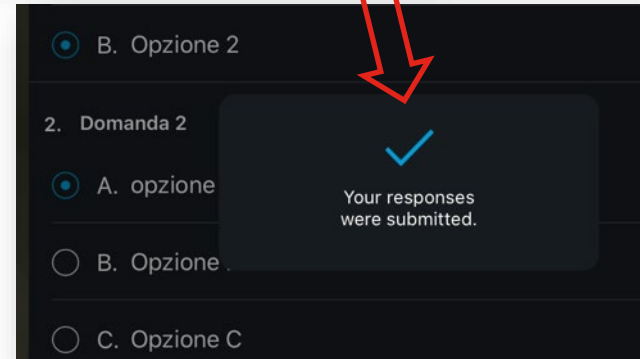 B. Opzione 2
2. Domanda 2
A. opzione
Your responses
were submitted.
B. Opzione
C. Opzione C